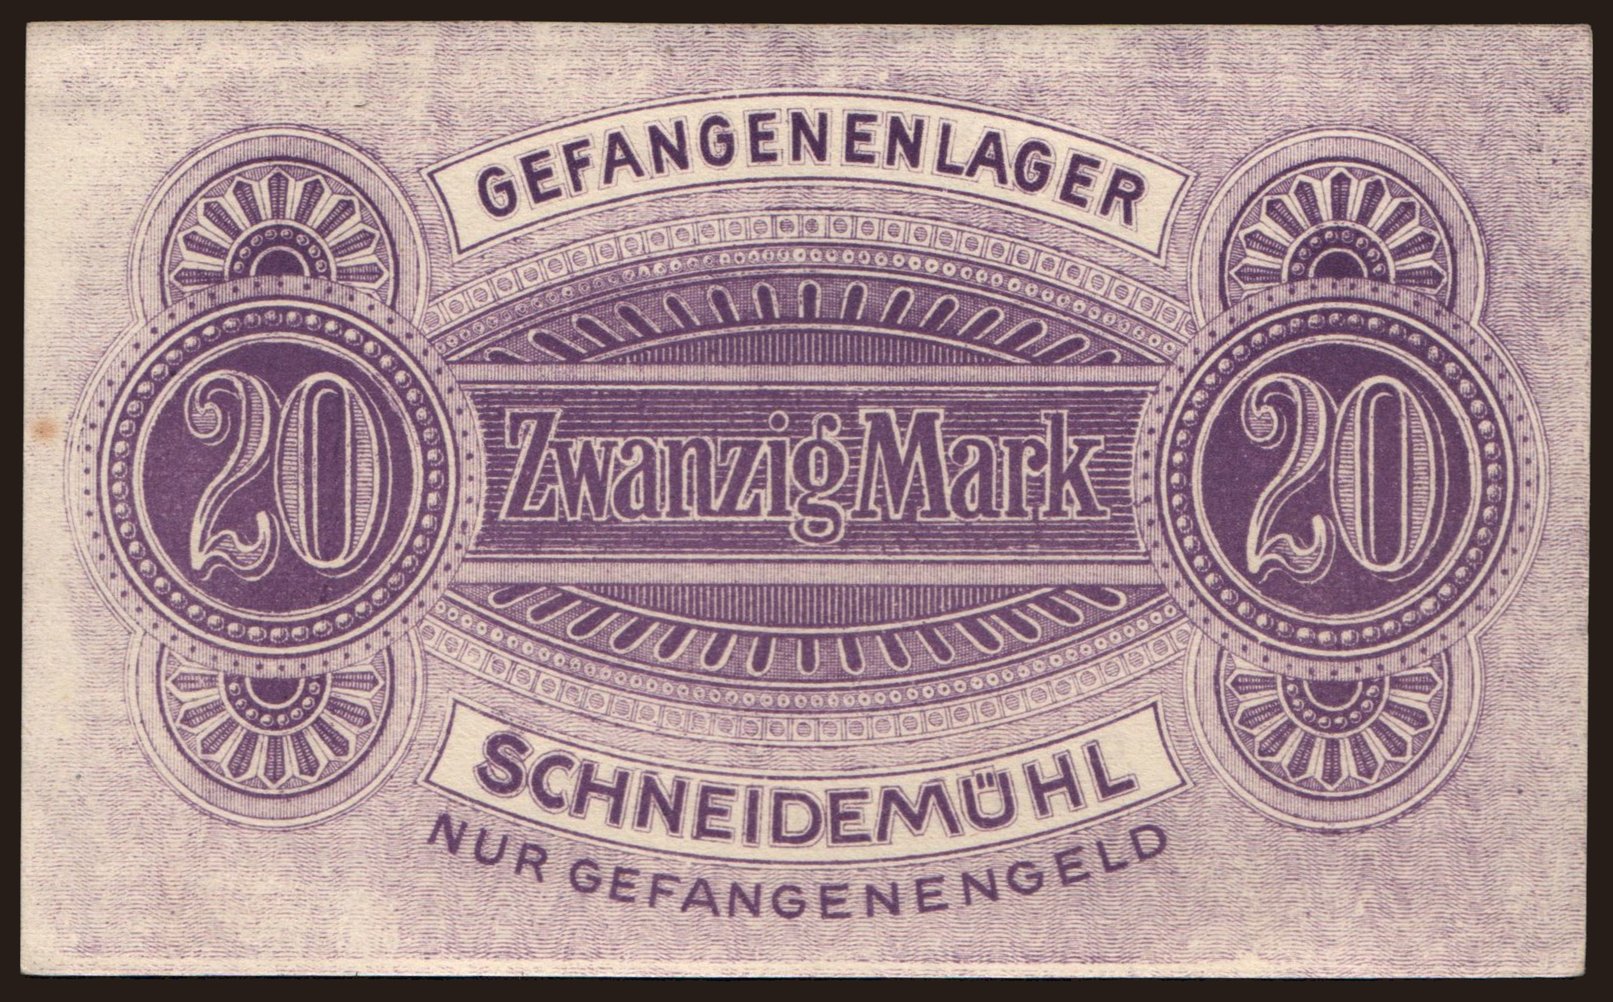 GEFANGENENLAGER
20 Zwanzig Mark 20
SCHNEIDEMÜHL
NUR GEFANGENENGELD